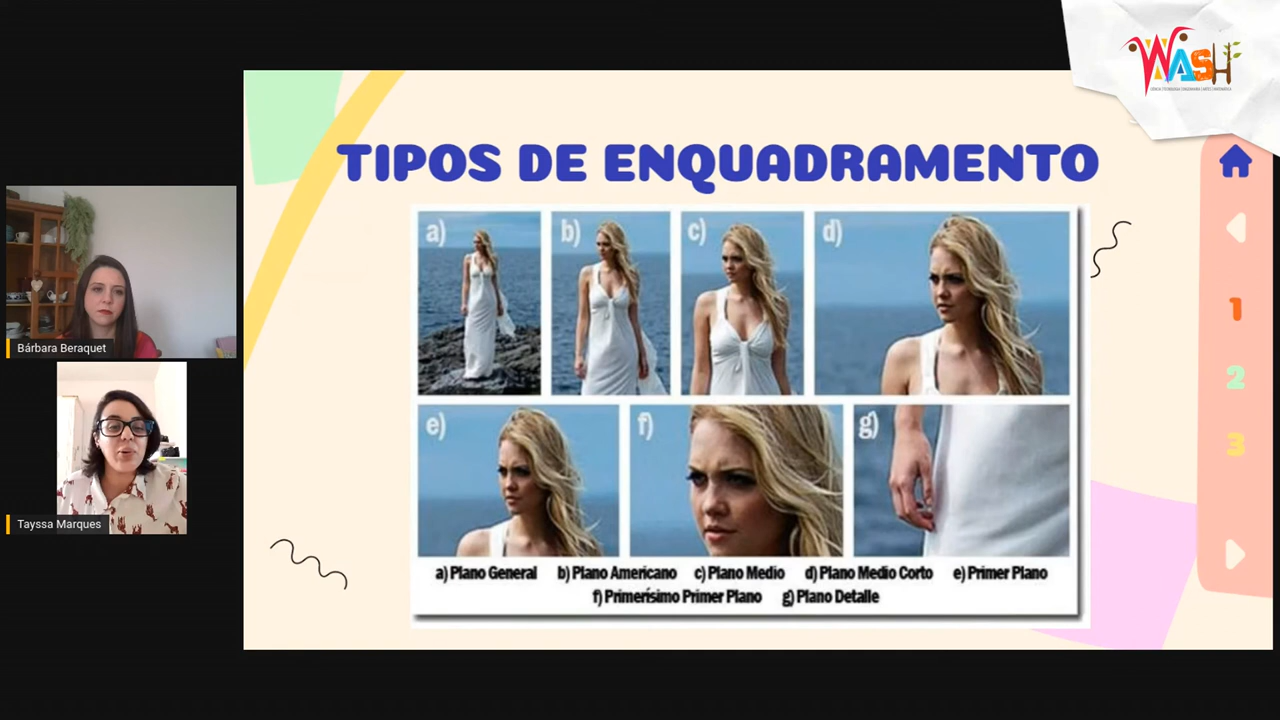 WASH
TIPOS DE ENQUADRAMENTO
a)
b)
c)
d)
e)
f)
g)
a) Plano General b) Plano Americano c) Plano Medio d) Plano Medio Corto e) Primer Plano
f) Primerísimo Primer Plano g) Plano Detalle
1
2
3
Bárbara Beraquet
Tayssa Marques